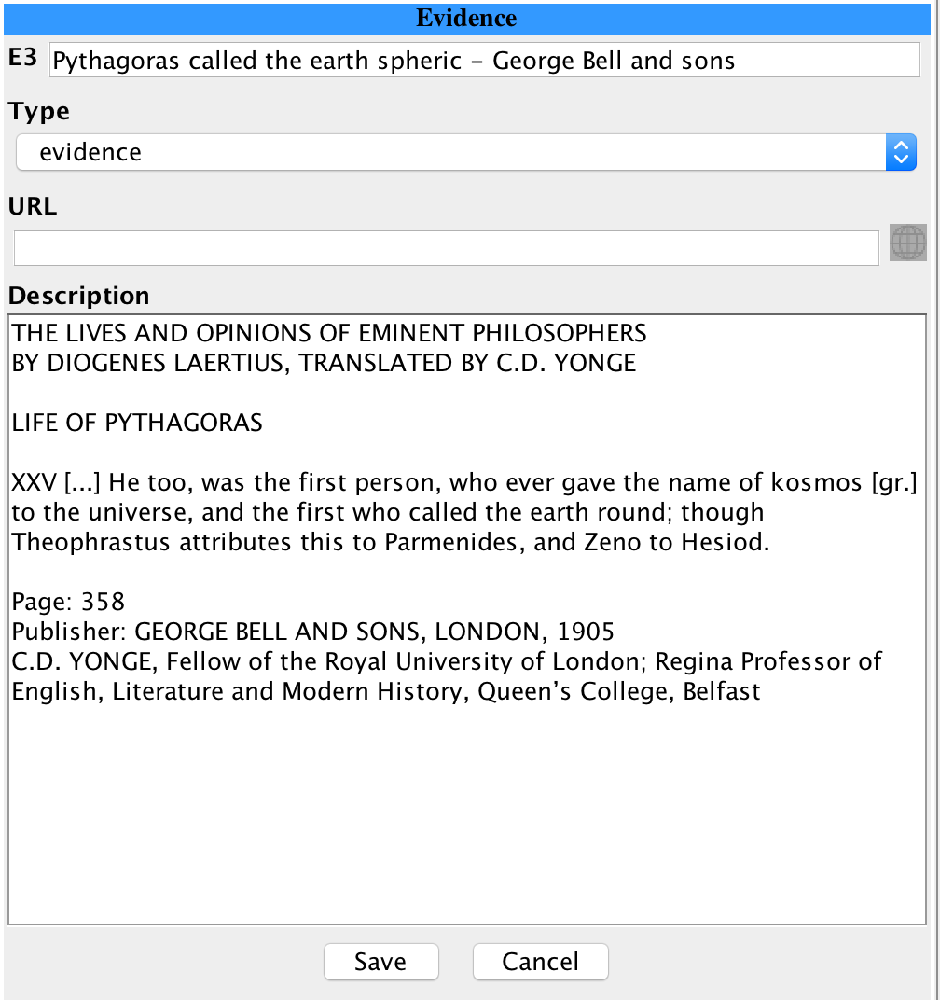 Evidence
E3 Pythagoras called the earth spheric – George Bell and sons
Type
evidence
URL
Description
THE LIVES AND OPINIONS OF EMINENT PHILOSOPHERS
BY DIOGENES LAERTIUS, TRANSLATED BY C.D. YONGE
LIFE OF PYTHAGORAS
XXV [...] He too, was the first person, who ever gave the name of kosmos [gr.]
to the universe, and the first who called the earth round; though
Theophrastus attributes this to Parmenides, and Zeno to Hesiod.
Page: 358
Publisher: GEORGE BELL AND SONS, LONDON, 1905
C.D. YONGE, Fellow of the Royal University of London; Regina Professor of
English, Literature and Modern History, Queen’s College, Belfast
Save Cancel